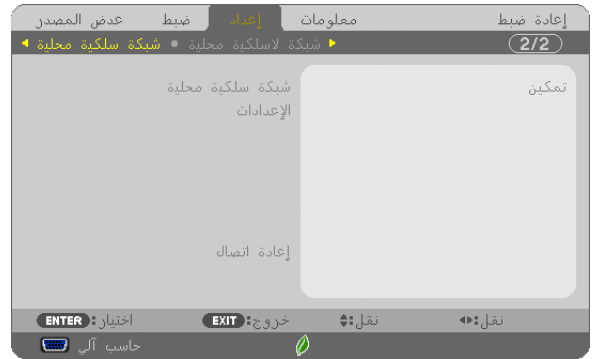 عرض المصدر ضبط إعداد معلومات إعادة ضبط
شبكة سلكية محلية • شبكة لاسلكية محلية 2/2
شبكة سلكية محلية تمكين
الإعدادات
إعادة اتصال
ENTER: اختيار EXIT: خروج نقل: نقل:
حاسب آلي